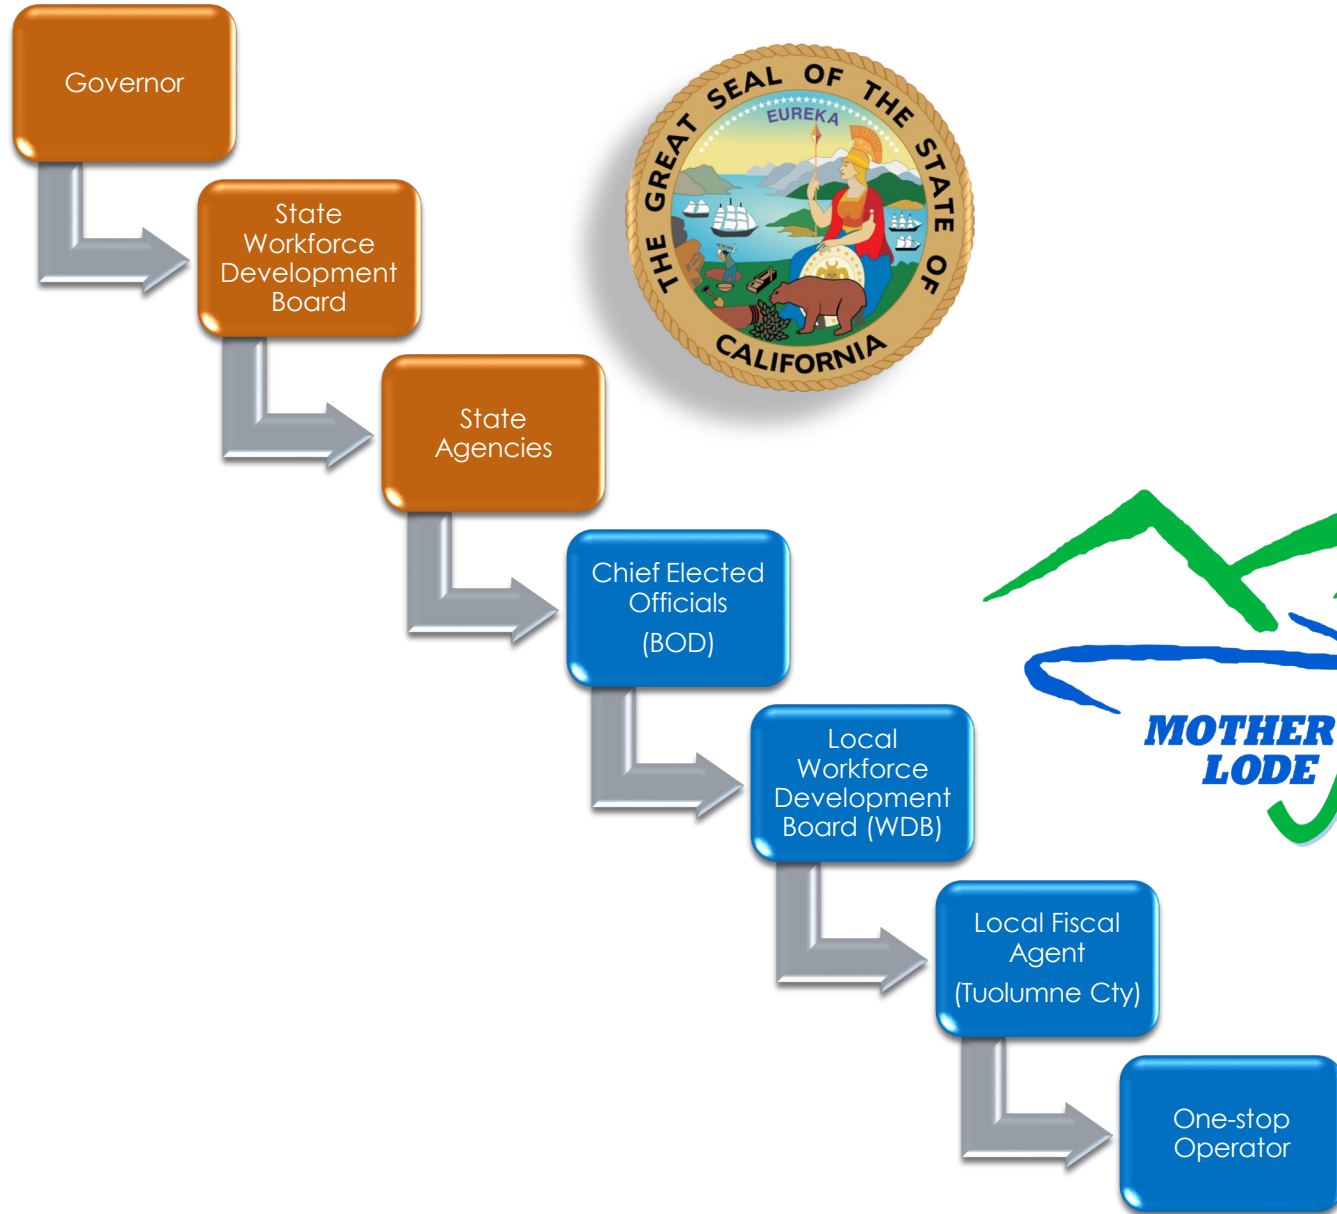 Governor
THE GREAT SEAL OF THE STATE OF
CALIFORNIA
EUREKA
State
Workforce
Development
Board
State
Agencies
Chief Elected
Officials
(BOD)
MOTHER
LODE
Local
Workforce
Development
Board (WDB)
Local Fiscal
Agent
(Tuolumne Cty)
One-stop
Operator